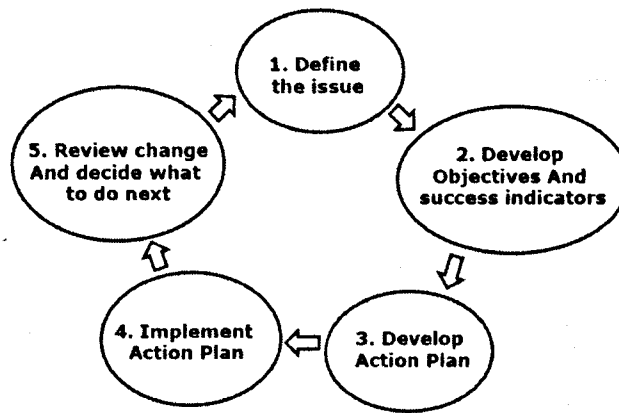 1. Define
the issue
2. Develop
Objectives And
success indicators
3. Develop
Action Plan
4. Implement
Action Plan
5. Review change
And decide what
to do next